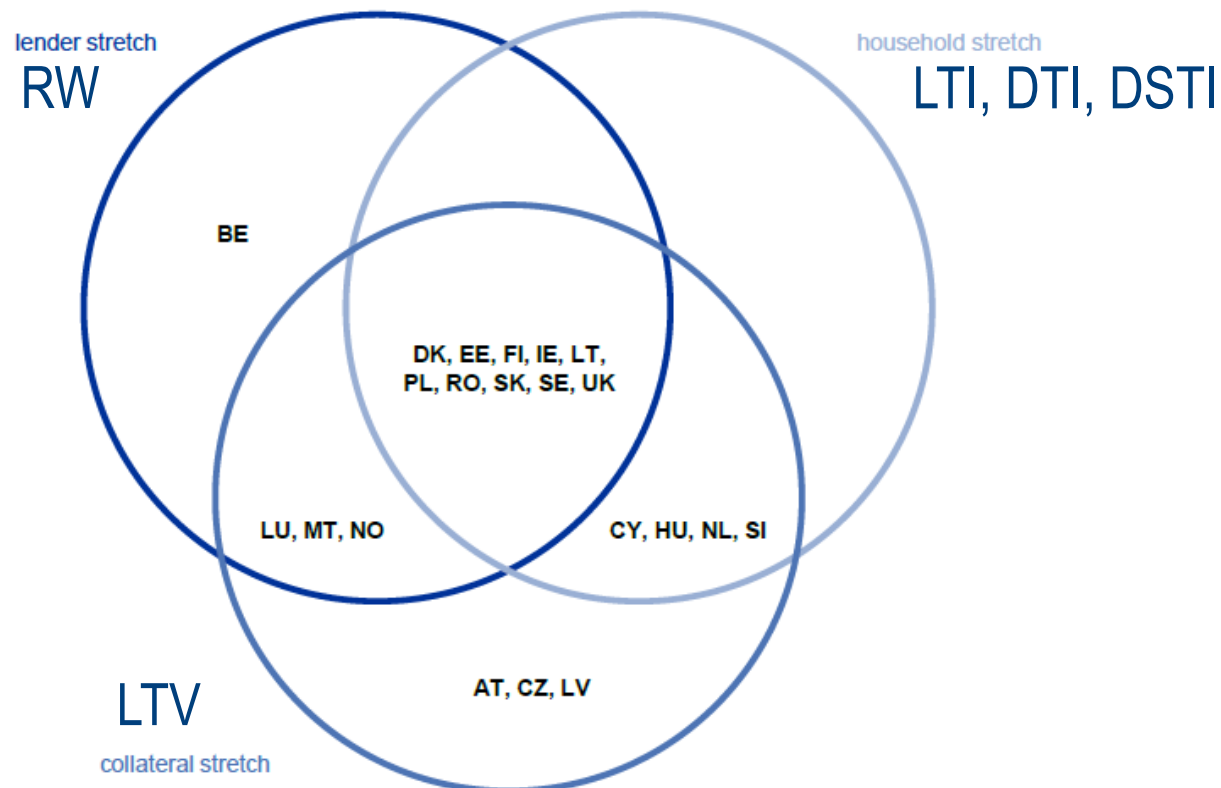 lender stretch
RW
household stretch
LTI, DTI, DSTI
BE
DK, EE, FI, IE, LT,
PL, RO, SK, SE, UK
LU, MT, NO
CY, HU, NL, SI
AT, CZ, LV
LTV
collateral stretch